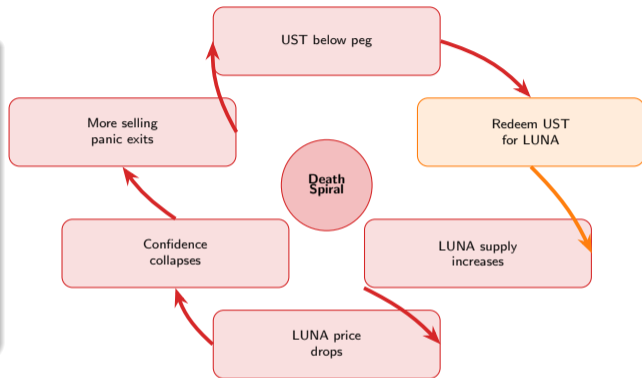 UST below peg
Redeem UST
for LUNA
LUNA supply
increases
LUNA price
drops
Confidence
collapses
More selling
panic exits
Death
Spiral